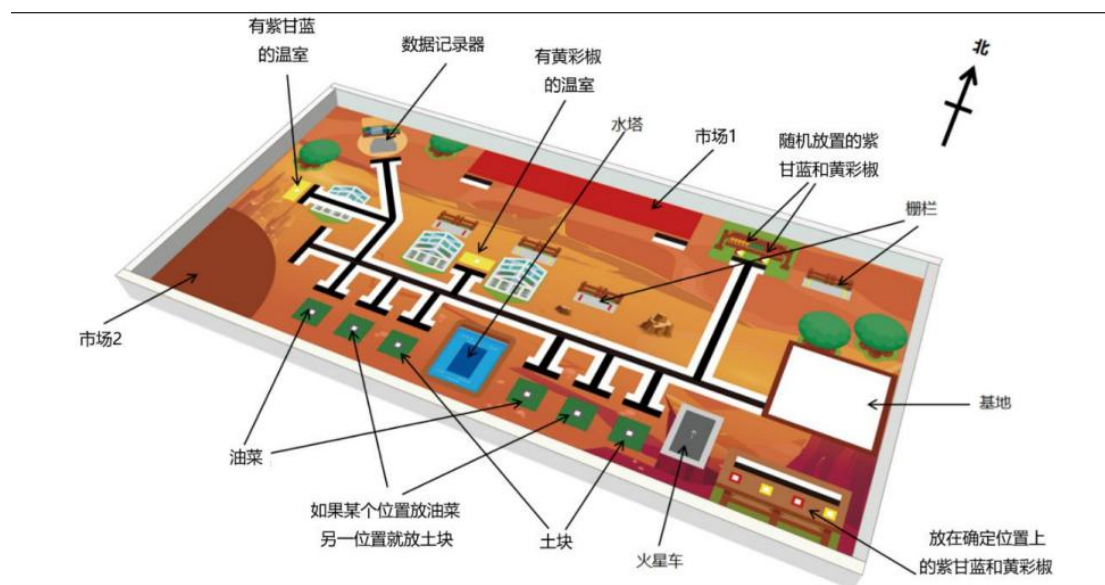 有紫甘蓝
的温室
数据记录器
有黄彩椒
的温室
水塔
市场1
随机放置的紫
甘蓝和黄彩椒
北
栅栏
市场2
基地
油菜
如果某个位置放油菜
另一位置就放土块
土块
火星车
放在确定位置上
的紫甘蓝和黄彩椒